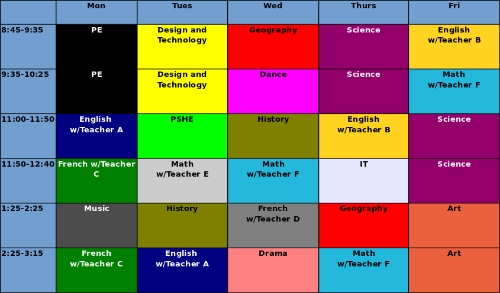 Mon Tues Wed Thurs Fri
8:45-9:35 PE Design and Technology Geography Science English w/Teacher B
9:35-10:25 PE Design and Technology Dance Science Math w/Teacher F
11:00-11:50 English w/Teacher A PSHE History English w/Teacher B Science
11:50-12:40 French w/Teacher C Math w/Teacher E Math w/Teacher F IT Science
1:25-2:25 Music History French w/Teacher D Geography Art
2:25-3:15 French w/Teacher C English w/Teacher A Drama Math w/Teacher F Art